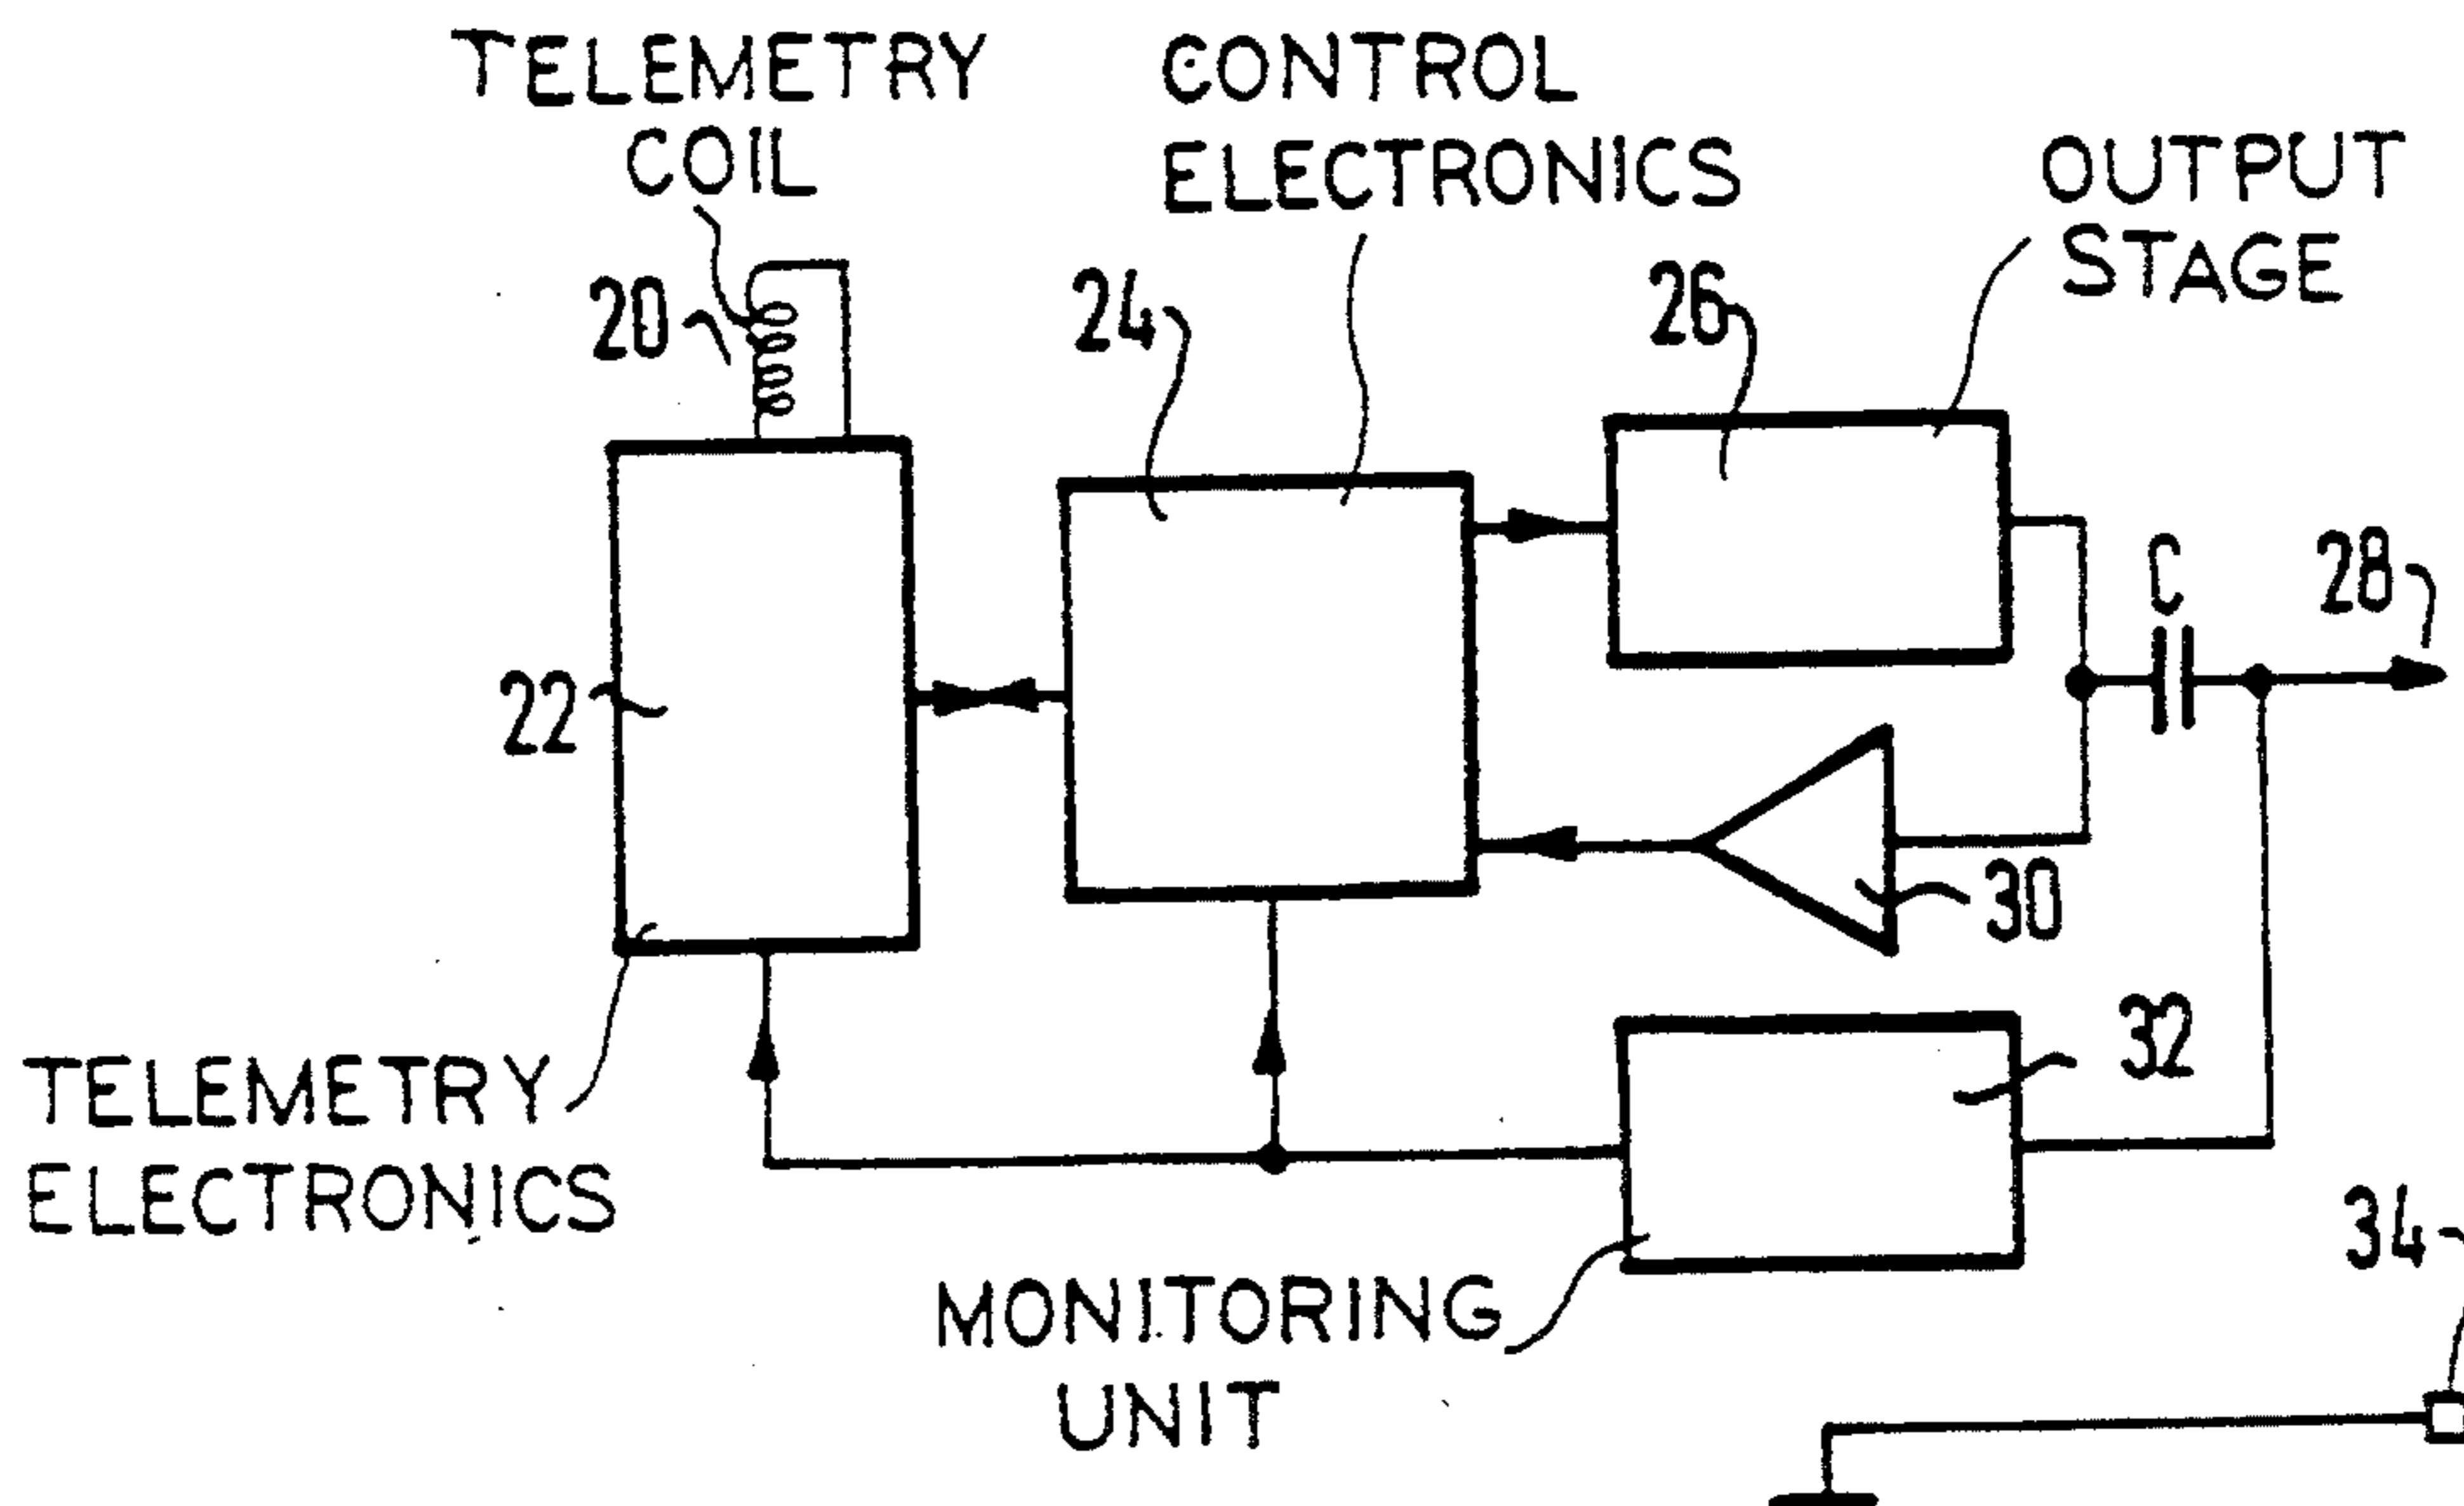 TELEMETRY
COIL
CONTROL
ELECTRONICS
OUTPUT
STAGE
20
24
26
C
28
22
30
32
TELEMETRY
ELECTRONICS
34
MONITORING
UNIT